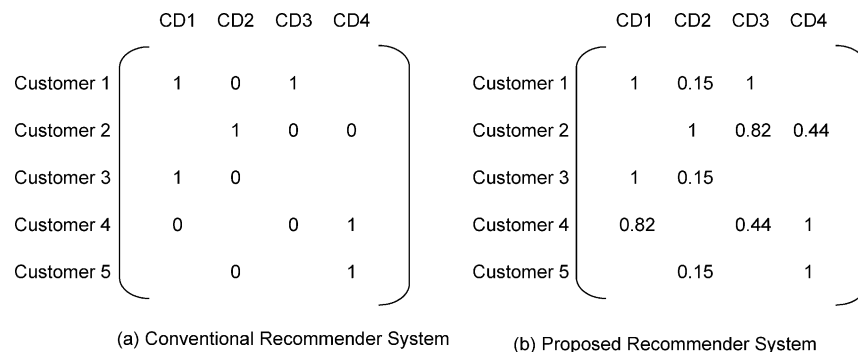 CD1 CD2 CD3 CD4
Customer 1 1 0 1
Customer 2 1 0 0
Customer 3 1 0
Customer 4 0 0 1
Customer 5 0 1
(a) Conventional Recommender System
CD1 CD2 CD3 CD4
Customer 1 1 0.15 1
Customer 2 1 0.82 0.44
Customer 3 1 0.15
Customer 4 0.82 0.44 1
Customer 5 0.15 1
(b) Proposed Recommender System